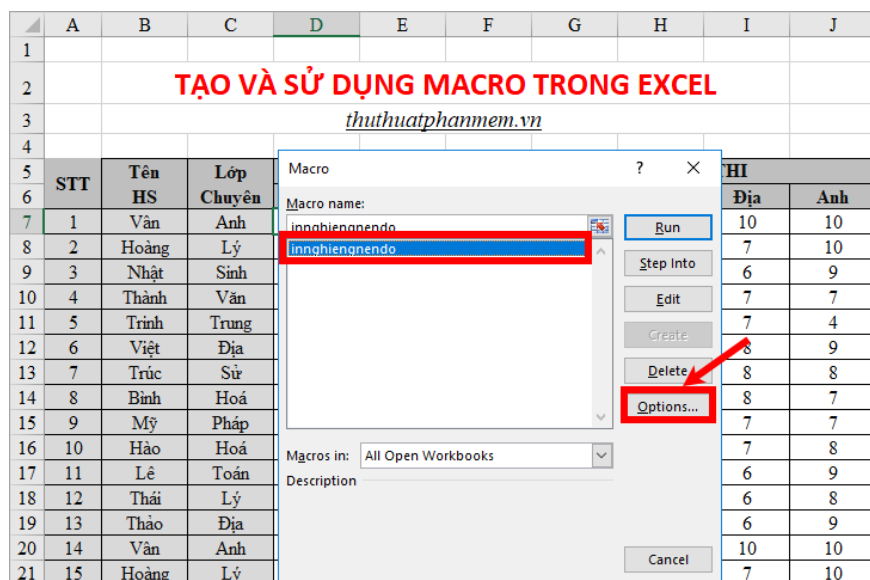 A B C D E F G H I J
1
2 TẠO VÀ SỬ DỤNG MACRO TRONG EXCEL
3 thuthuatphanmem.vn
4
5 STT Tên Lớp THI
6 HS Chuyên Địa Anh
7 1 Vân Anh 10 10
8 2 Hoàng Lý 7 10
9 3 Nhật Sinh 6 9
10 4 Thành Văn 7 7
11 5 Trinh Trung 7 4
12 6 Việt Địa 8 9
13 7 Trúc Sử 8 8
14 8 Bình Hoá 8 7
15 9 Mỹ Pháp 7 7
16 10 Hào Hoá 7 8
17 11 Lê Toán 6 9
18 12 Thái Lý 6 8
19 13 Thảo Địa 6 9
20 14 Vân Anh 10 10
21 15 Hoàng Lý 7 10
Macro ?
Macro name:
innghiengnendo
innghiengnendo
Run
Step Into
Edit
Create
Delete
Options...
Macros in: All Open Workbooks
Description
Cancel